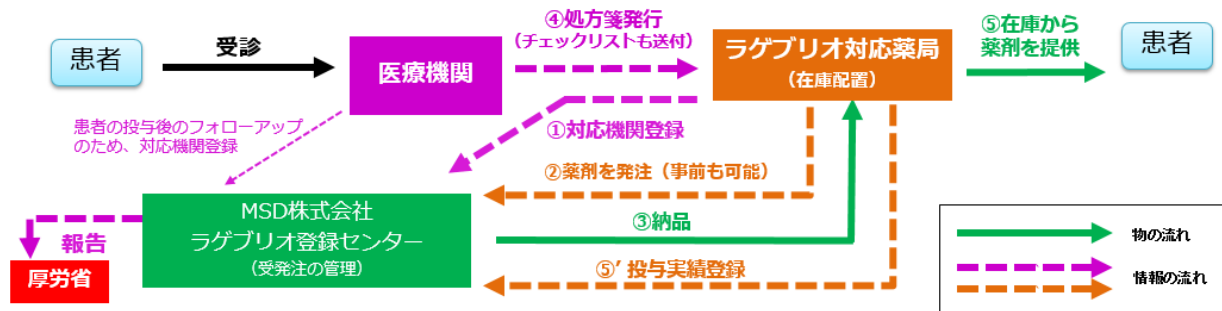 ④処方箋発行
(チェックリストも送付)
⑤在庫から
薬剤を提供
患者
受診
医療機関
ラゲブリオ対応薬局
(在庫配置)
患者
患者の投与後のフォローアップ
のため、対応機関登録
①対応機関登録
②薬剤を発注（事前も可能）
MSD株式会社
ラゲブリオ登録センター
(受発注の管理)
③納品
報告
厚労省
⑤’投与実績登録
物の流れ
情報の流れ